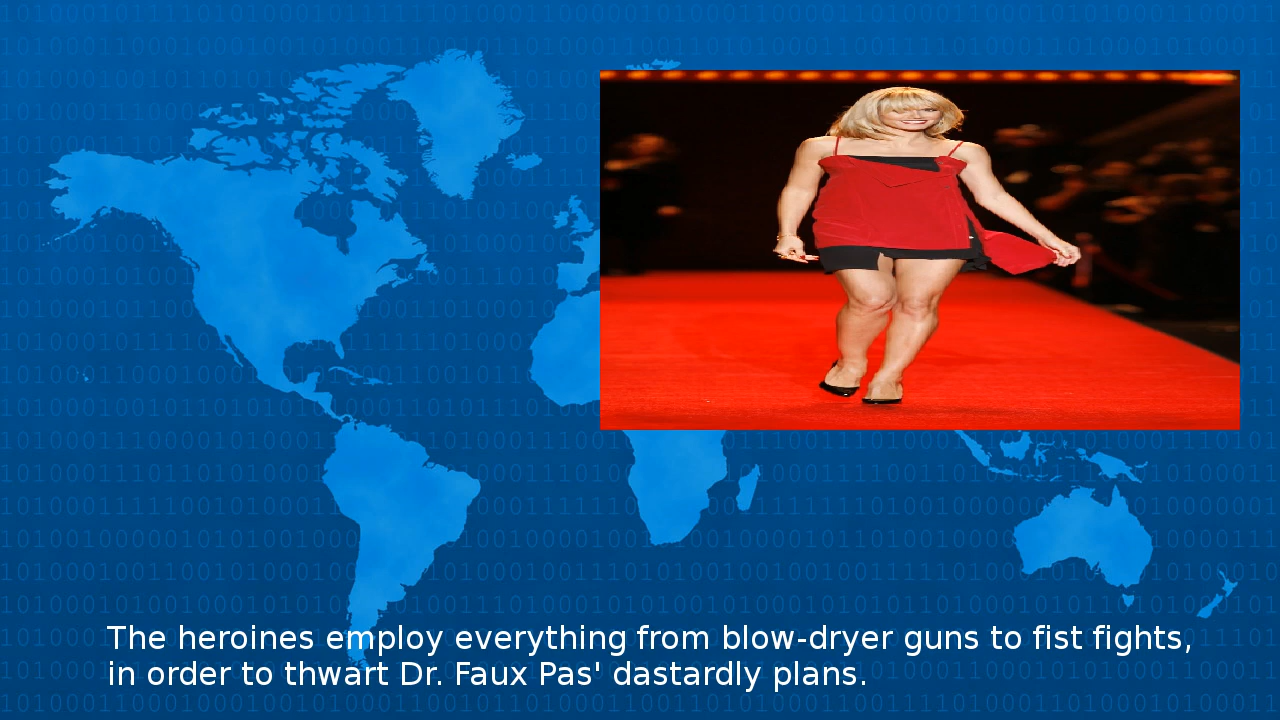 The heroines employ everything from blow-dryer guns to fist fights,
in order to thwart Dr. Faux Pas' dastardly plans.